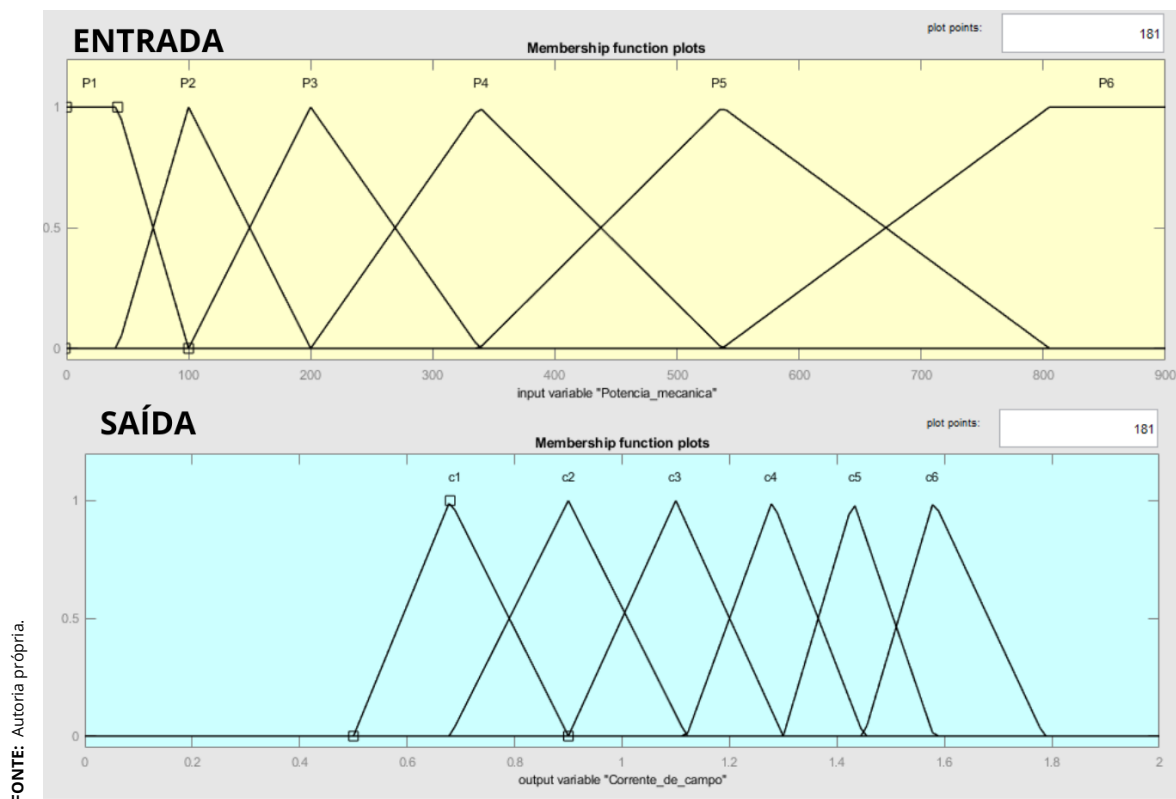 ENTRADA
plot points: 181
Membership function plots
P1 P2 P3 P4 P5 P6
1
0.5
0
0 100 200 300 400 500 600 700 800 900
input variable "Potencia_mecanica"
SAÍDA
plot points: 181
Membership function plots
c1 c2 c3 c4 c5 c6
1
0.5
0
0 0.2 0.4 0.6 0.8 1 1.2 1.4 1.6 1.8 2
output variable "Corrente_de_campo"
FONTE: Autoria própria.